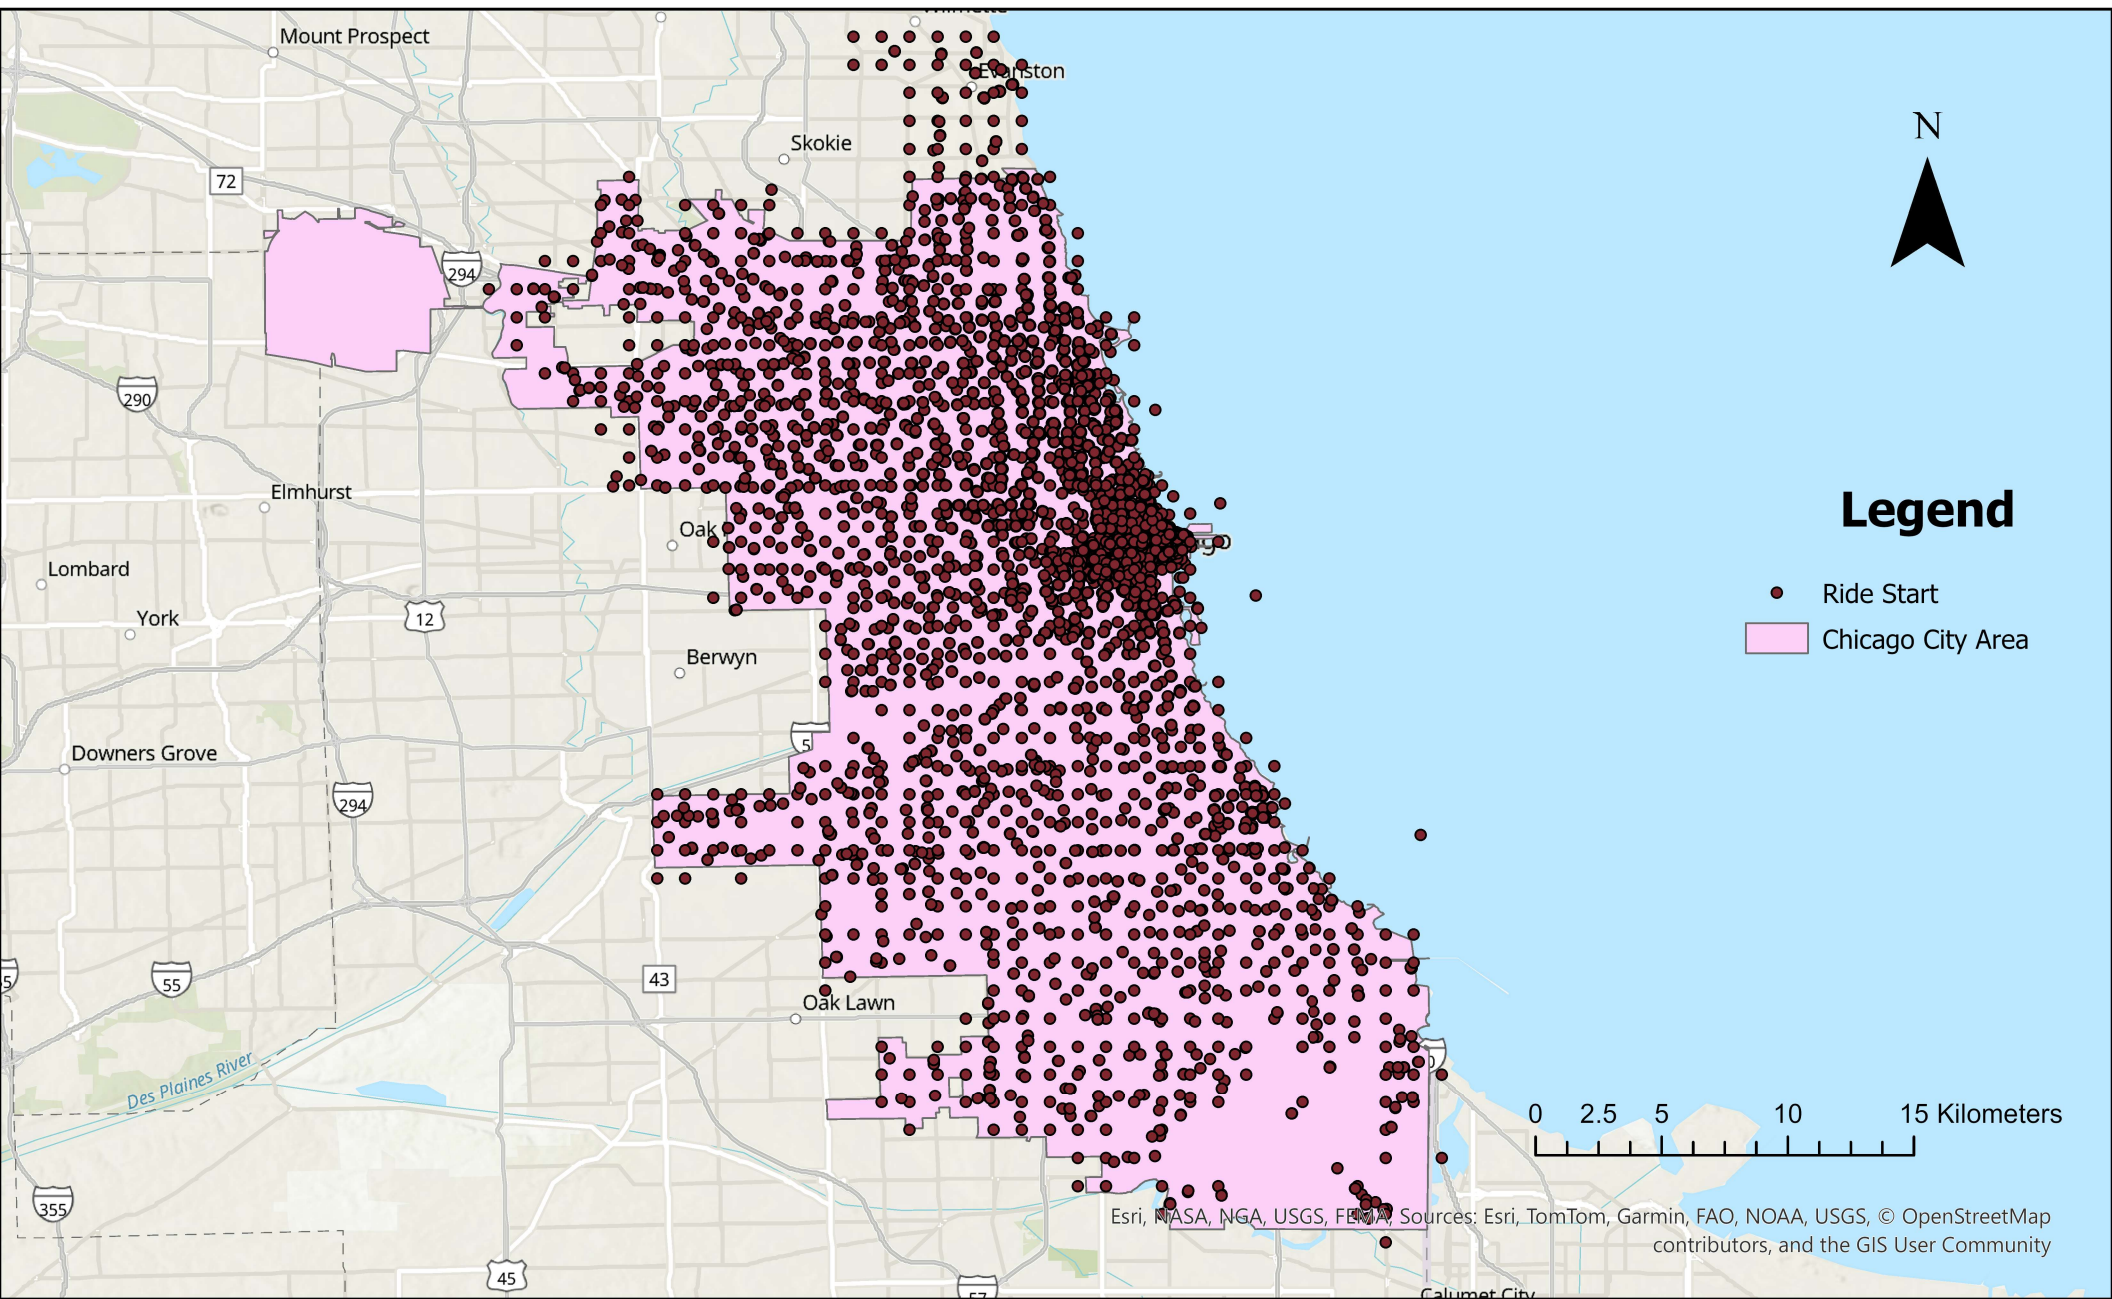 Wilmette
Mount Prospect
Evanston
Skokie
N
72
294
290
Legend
Elmhurst
Oak
Ride Start
Lombard
York
12
Chicago City Area
Berwyn
5
Downers Grove
294
43
55
Oak Lawn
Des Plaines River
0 2.5 5 10 15 Kilometers
355
Esri, NASA, NGA, USGS, FEMA, Sources: Esri, TomTom, Garmin, FAO, NOAA, USGS, © OpenStreetMap
contributors, and the GIS User Community
45
57
Calumet City